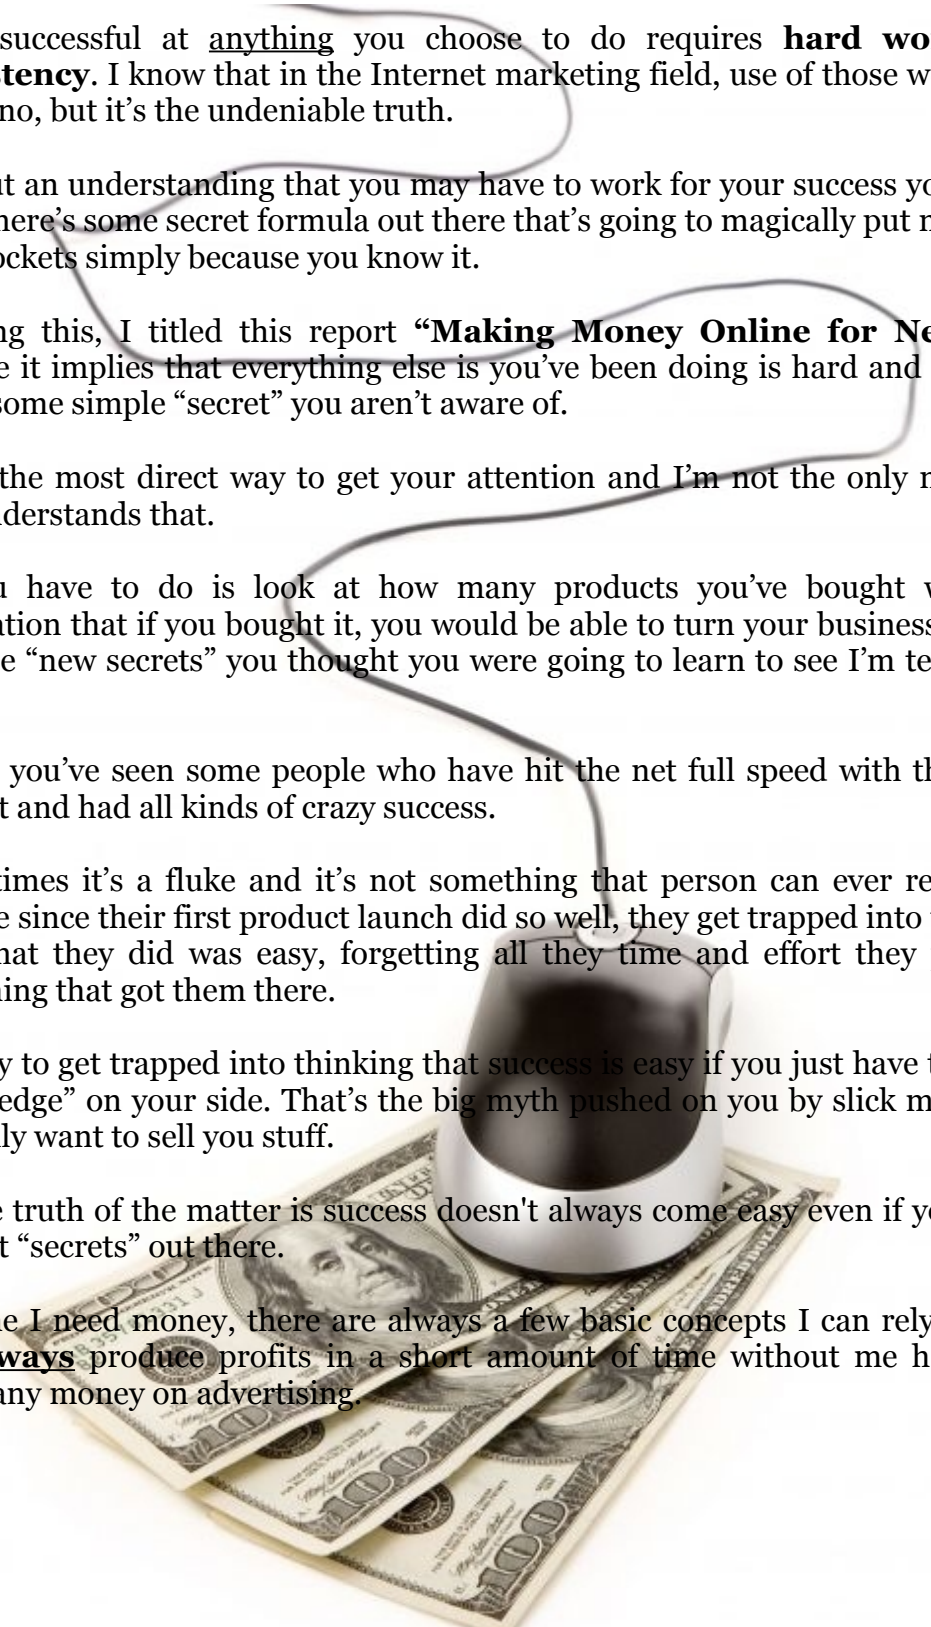 successful at anything you choose to do requires hard wo
tency. I know that in the Internet marketing field, use of those w
no, but it’s the undeniable truth.
ut an understanding that you may have to work for your success yo
here’s some secret formula out there that’s going to magically put m
ockets simply because you know it.
ng this, I titled this report “Making Money Online for Ne
e it implies that everything else is you’ve been doing is hard and
some simple “secret” you aren’t aware of.
the most direct way to get your attention and I’m not the only m
nderstands that.
u have to do is look at how many products you’ve bought w
ation that if you bought it, you would be able to turn your business
e “new secrets” you thought you were going to learn to see I’m te
you’ve seen some people who have hit the net full speed with th
t and had all kinds of crazy success.
times it’s a fluke and it’s not something that person can ever re
e since their first product launch did so well, they get trapped into
hat they did was easy, forgetting all they time and effort they
hing that got them there.
y to get trapped into thinking that success is easy if you just have t
edge” on your side. That’s the big myth pushed on you by slick m
ly want to sell you stuff.
e truth of the matter is success doesn't always come easy even if yo
t “secrets” out there.
ne I need money, there are always a few basic concepts I can rely
ways produce profits in a short amount of time without me h
any money on advertising.
100
100
100